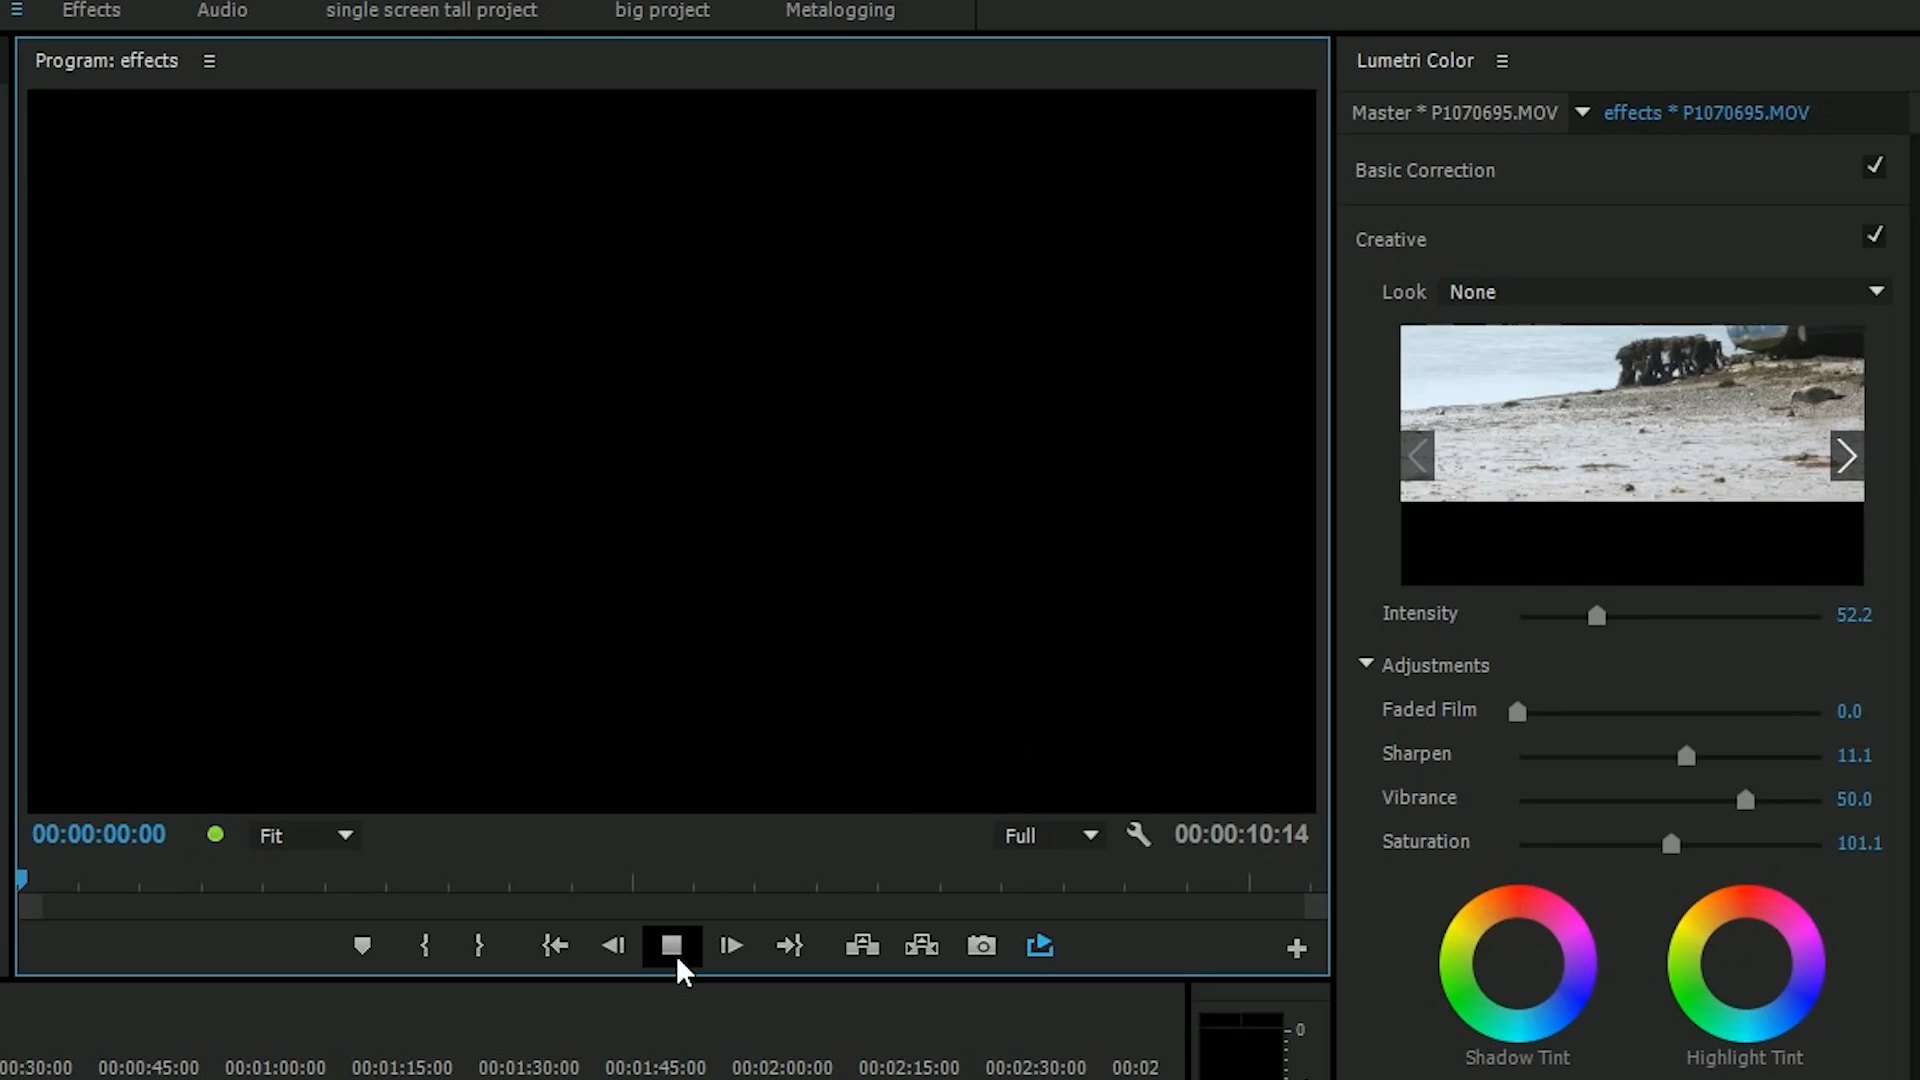 Effects Audio single screen tall project big project Metalogging
Program: effects
00:00:00:00 Fit Full 00:00:10:14
00:30:00 00:00:45:00 00:01:00:00 00:01:15:00 00:01:30:00 00:01:45:00 00:02:00:00 00:02:15:00 00:02:30:00 00:02
0
Lumetri Color
Master * P1070695.MOV effects * P1070695.MOV
Basic Correction
Creative
Look None
Intensity 52.2
Adjustments
Faded Film 0.0
Sharpen 11.1
Vibrance 50.0
Saturation 101.1
Shadow Tint Highlight Tint